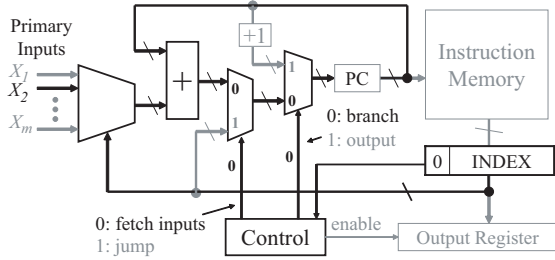 Primary
Inputs
X1
X2
Xm
+
+1
0
1
1
0
PC
Instruction
Memory
0: branch
1: output
0
0
0 INDEX
0: fetch inputs
1: jump
Control
enable
Output Register